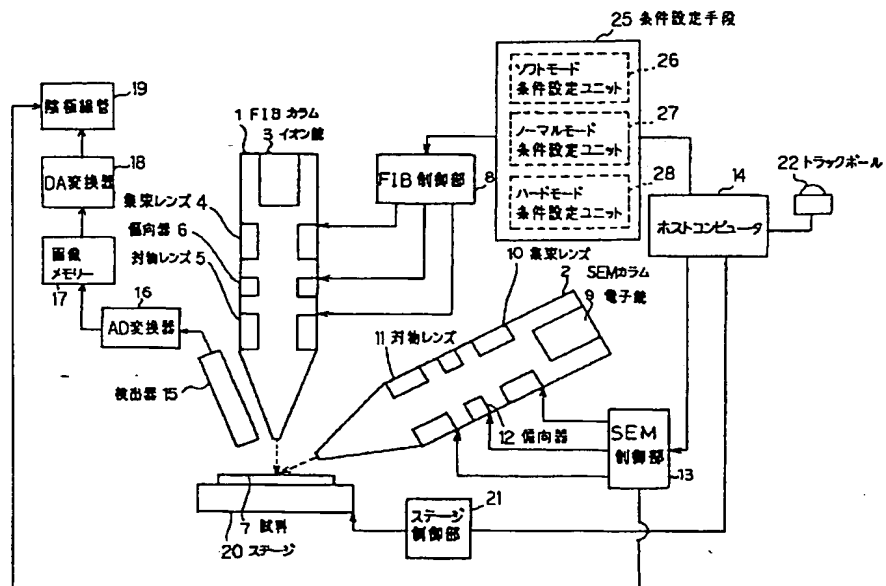 25 条件設定手段
ソフトモード
条件設定ユニット
26
ノーマルモード
条件設定ユニット
27
ハードモード
条件設定ユニット
28
19
陰極線管
18
DA変換器
画像
メモリー
17
16
AD変換器
検出器 15
1 FIB カラム
3 イオン銃
集束レンズ 4
偏向器 6
対物レンズ 5
FIB 制御部
8
14
ホストコンピュータ
22 トラックボール
10 集束レンズ
2
SEMカラム
9 電子銃
11 対物レンズ
12 偏向器
SEM
制御部
13
7 試料
20 ステージ
21
ステージ
制御部